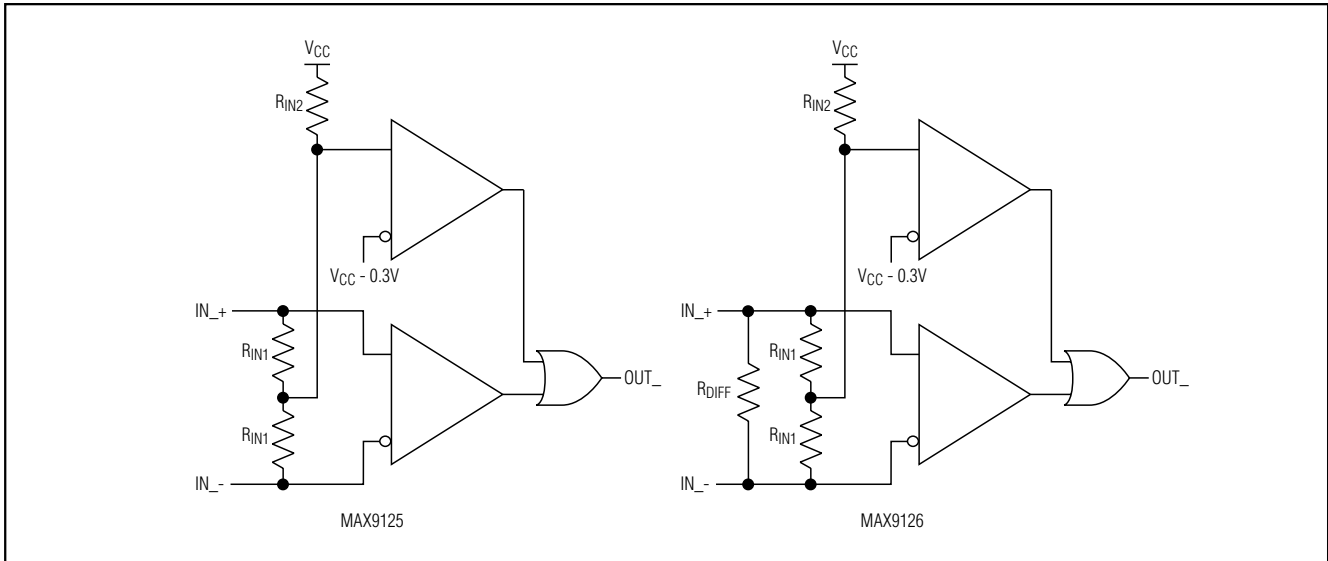 VCC
RIN2
VCC - 0.3V
IN_+
RIN1
RIN1
IN_-
OUT_
MAX9125
VCC
RIN2
VCC - 0.3V
IN_+
RDIFF
RIN1
RIN1
IN_-
OUT_
MAX9126